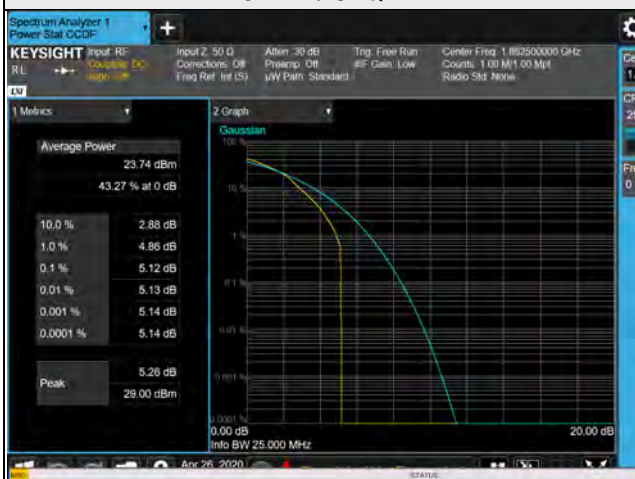 Spectrum Analyzer 1
Power Stat CCDF
KEYSIGHT
RL
Input: RF
Coupling: DC
Align: Off
Input Z: 50 Ω
Corrections: Off
Freq Ref: Int (S)
Atten: 30 dB
Preamp: Off
µW Path: Standard
Trig: Free Run
#IF Gain: Low
Center Freq: 1.862500000 GHz
Counts: 1.00 M/1.00 Mpt
Radio Std: None
1 Metrics
Average Power
23.74 dBm
43.27 % at 0 dB
10.0 % 2.88 dB
1.0 % 4.86 dB
0.1 % 5.12 dB
0.01 % 5.13 dB
0.001 % 5.14 dB
0.0001 % 5.14 dB
Peak
5.26 dB
29.00 dBm
2 Graph
Gaussian
100 %
10 %
1 %
0.1 %
0.01 %
0.001 %
0.0001 %
0.00 dB 20.00 dB
Info BW 25.000 MHz
Apr 26, 2020
STATUS